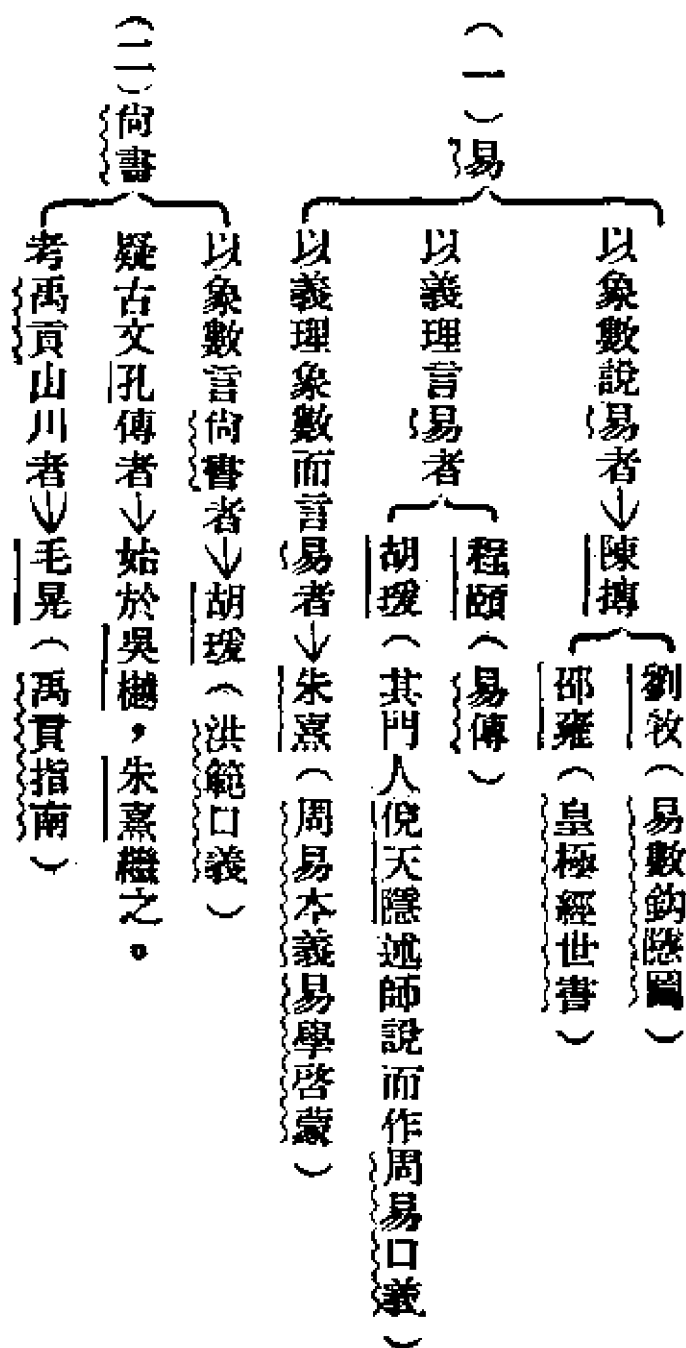 （一）易
以象數說易者→陳摶
劉牧（易數鈎隱圖）
邵雍（皇極經世書）
以義理言易者
程頤（易傳）
胡瑗（其門人倪天隱述師說而作周易口義）
以義理象數而言易者→朱熹（周易本義易學啓蒙）
（二）尙書
以象數言尙書者→胡瑗（洪範口義）
疑古文孔傳者→始於吳棫，朱熹繼之。
考禹貢山川者→毛晃（禹貢指南）